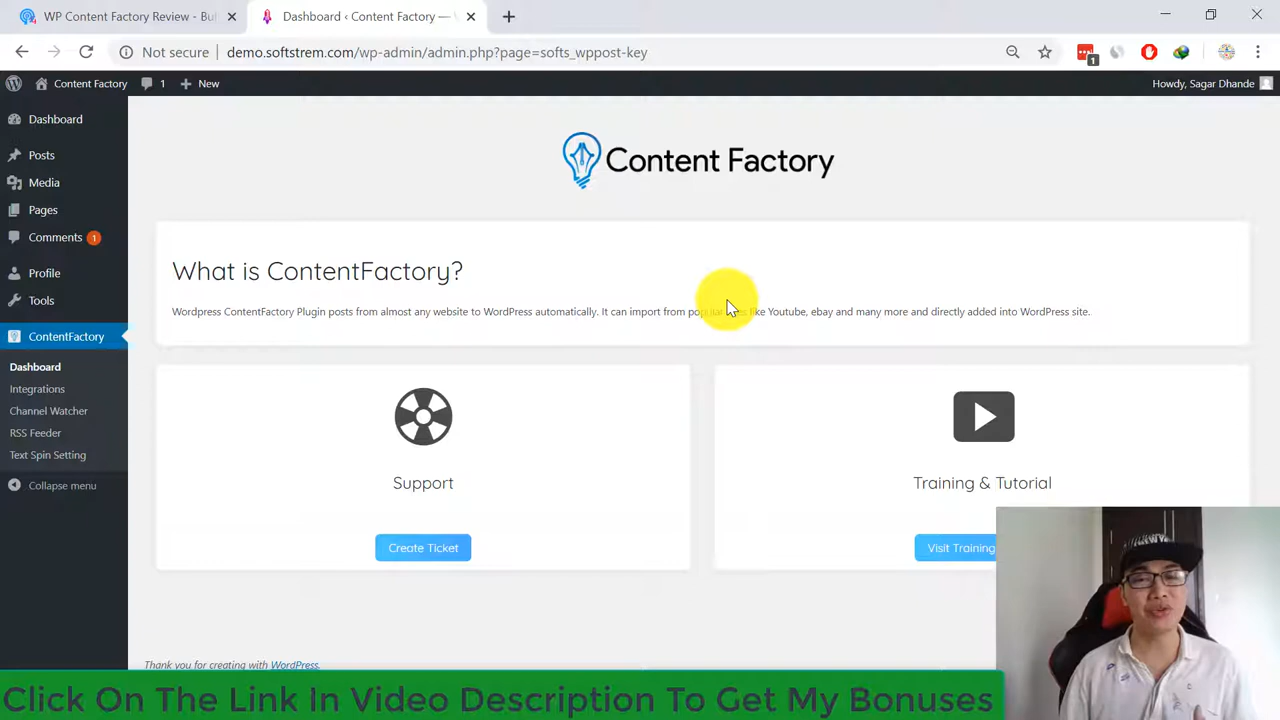 WP Content Factory Review - Bu
Dashboard ‹ Content Factory —
Not secure
demo.softstrem.com/wp-admin/admin.php?page=softs_wppost-key
1
Content Factory
1
New
Howdy, Sagar Dhande
Dashboard
Posts
Media
Pages
Comments 1
Profile
Tools
ContentFactory
Dashboard
Integrations
Channel Watcher
RSS Feeder
Text Spin Setting
Collapse menu
Content Factory
What is ContentFactory?
Wordpress ContentFactory Plugin posts from almost any website to WordPress automatically. It can import from popular like Youtube, ebay and many more and directly added into WordPress site.
Support
Create Ticket
Training & Tutorial
Visit Training
Thank you for creating with WordPress.
Click On The Link In Video Description To Get My Bonuses